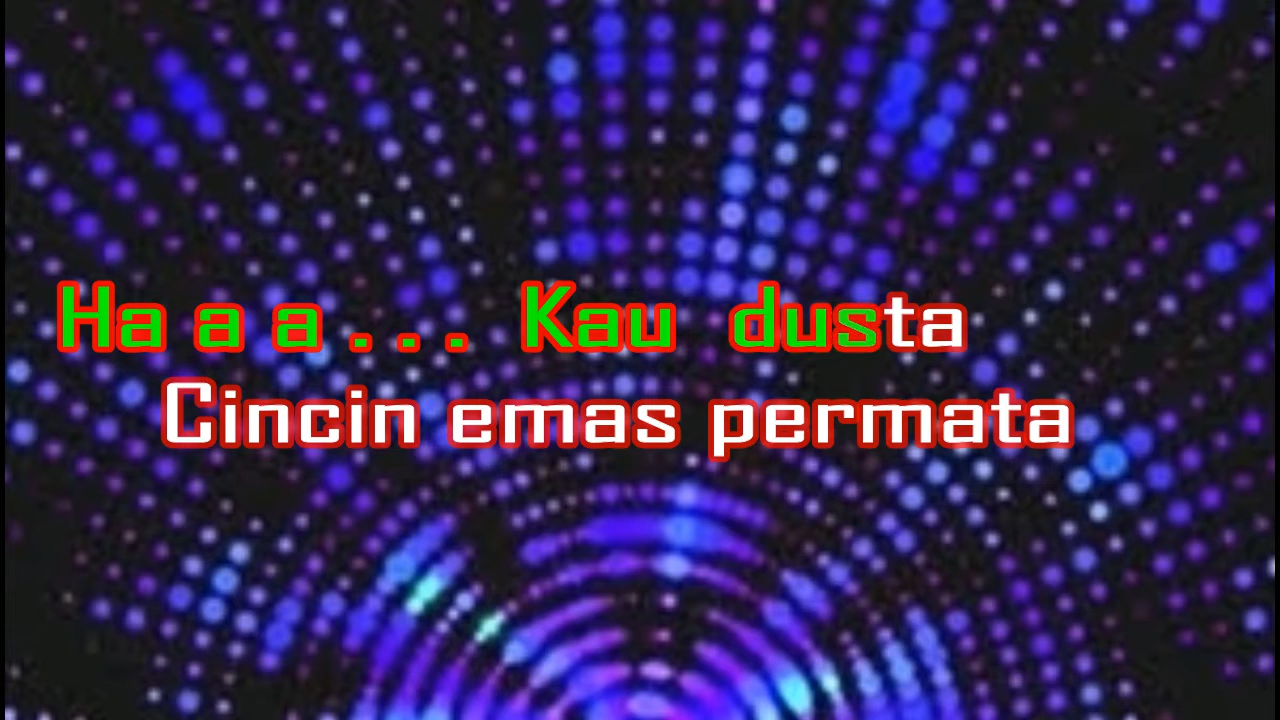 Ha a a . . . Kau dusta
Cincin emas permata